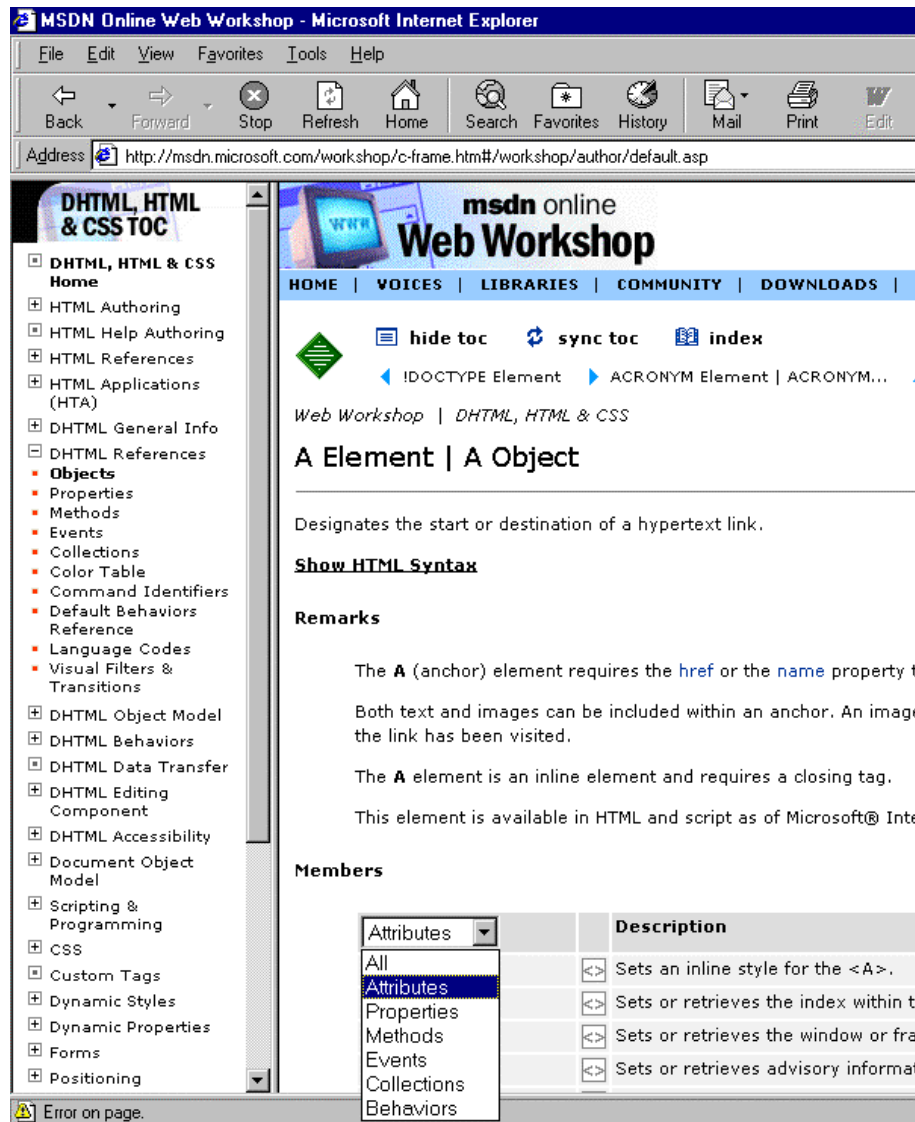 MSDN Online Web Workshop - Microsoft Internet Explorer
File Edit View Favorites Tools Help
Back Forward Stop Refresh Home Search Favorites History Mail Print Edit
Address http://msdn.microsoft.com/workshop/c-frame.htm#/workshop/author/default.asp
DHTML, HTML
& CSS TOC
DHTML, HTML & CSS
Home
HTML Authoring
HTML Help Authoring
HTML References
HTML Applications
(HTA)
DHTML General Info
DHTML References
Objects
Properties
Methods
Events
Collections
Color Table
Command Identifiers
Default Behaviors
Reference
Language Codes
Visual Filters &
Transitions
DHTML Object Model
DHTML Behaviors
DHTML Data Transfer
DHTML Editing
Component
DHTML Accessibility
Document Object
Model
Scripting &
Programming
CSS
Custom Tags
Dynamic Styles
Dynamic Properties
Forms
Positioning
WWW
msdn online
Web Workshop
HOME | VOICES | LIBRARIES | COMMUNITY | DOWNLOADS |
hide toc sync toc index
!DOCTYPE Element ACRONYM Element | ACRONYM...
Web Workshop | DHTML, HTML & CSS
A Element | A Object
Designates the start or destination of a hypertext link.
Show HTML Syntax
Remarks
The A (anchor) element requires the href or the name property t
Both text and images can be included within an anchor. An image
the link has been visited.
The A element is an inline element and requires a closing tag.
This element is available in HTML and script as of Microsoft® Inte
Members
Attributes Description
All
Attributes
Properties
Methods
Events
Collections
Behaviors
<> Sets an inline style for the <A>.
<> Sets or retrieves the index within t
<> Sets or retrieves the window or fra
<> Sets or retrieves advisory informat
Error on page.